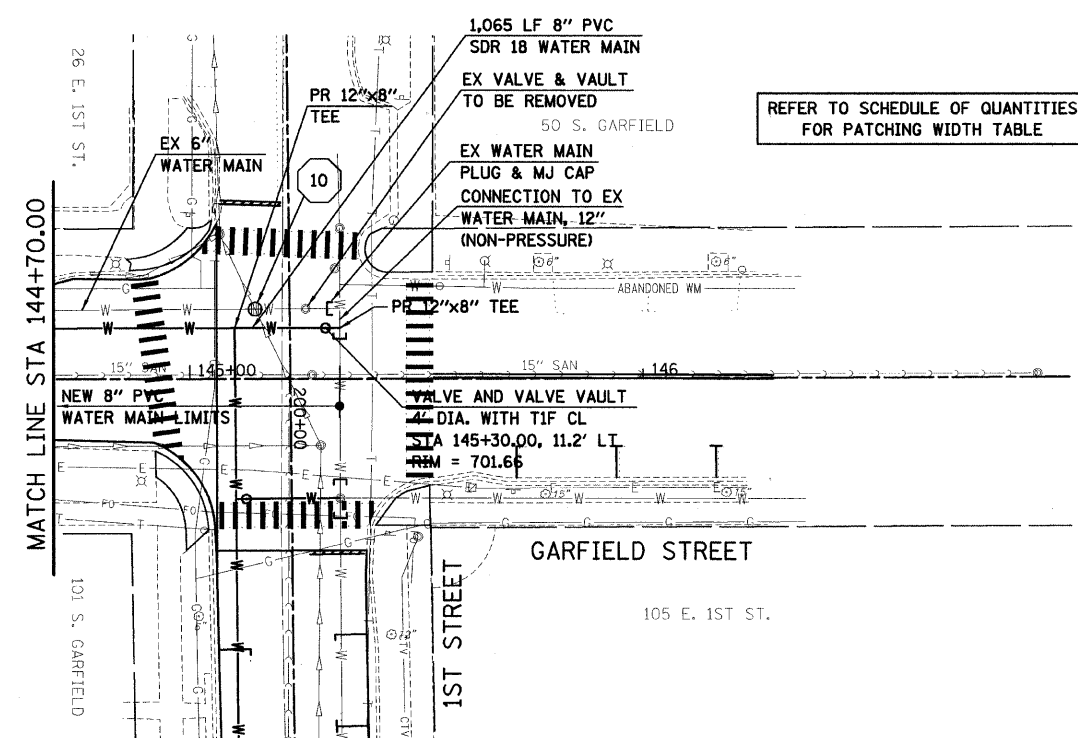 1,065 LF 8" PVC
SDR 18 WATER MAIN
EX VALVE & VAULT
TO BE REMOVED
50 S. GARFIELD
REFER TO SCHEDULE OF QUANTITIES
FOR PATCHING WIDTH TABLE
26 E. 1ST ST.
PR 12"x8"
TEE
EX 6"
WATER MAIN
10
EX WATER MAIN
PLUG & MJ CAP
CONNECTION TO EX
WATER MAIN, 12"
(NON-PRESSURE)
MATCH LINE STA 144+70.00
ABANDONED WM
PR 12"x8" TEE
15" SAN
145+00
15" SAN
146
NEW 8" PVC
WATER MAIN LIMITS
200+00
VALVE AND VALVE VAULT
4' DIA. WITH T1F CL
STA 145+30.00, 11.2' LT
RIM = 701.66
GARFIELD STREET
1ST STREET
101 S. GARFIELD
105 E. 1ST ST.